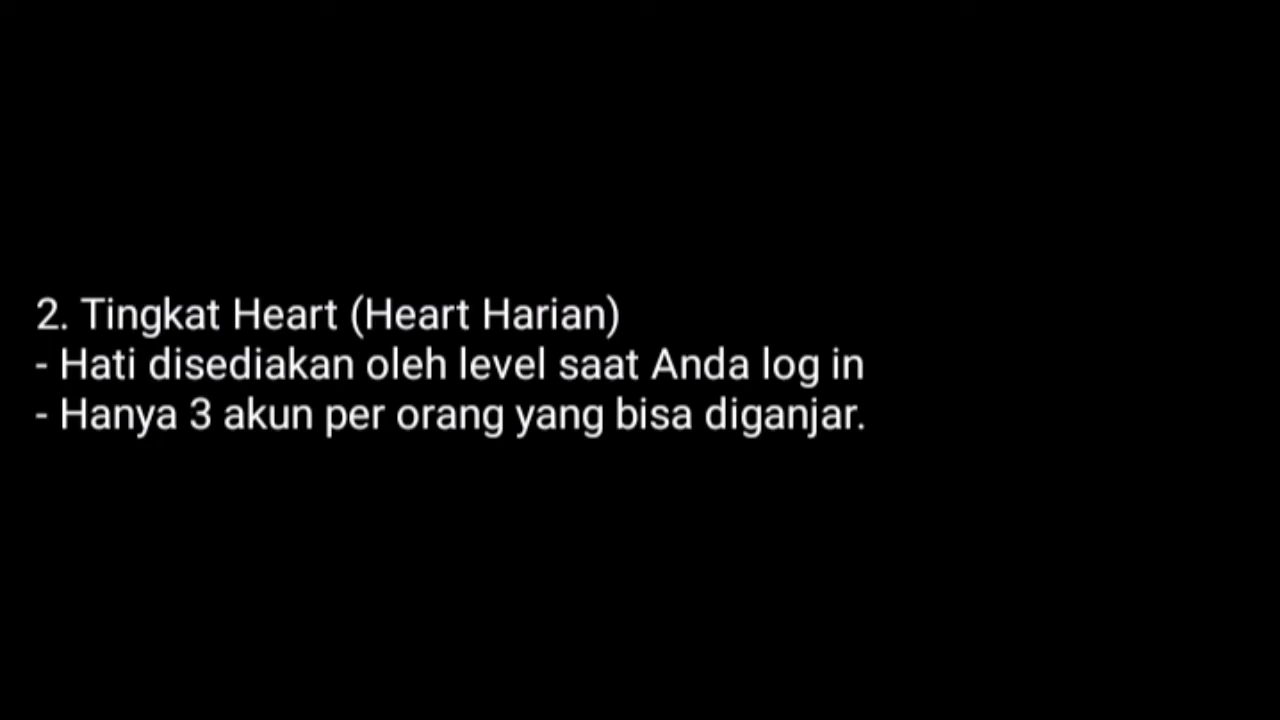 2. Tingkat Heart (Heart Harian)
- Hati disediakan oleh level saat Anda log in
- Hanya 3 akun per orang yang bisa diganjar.